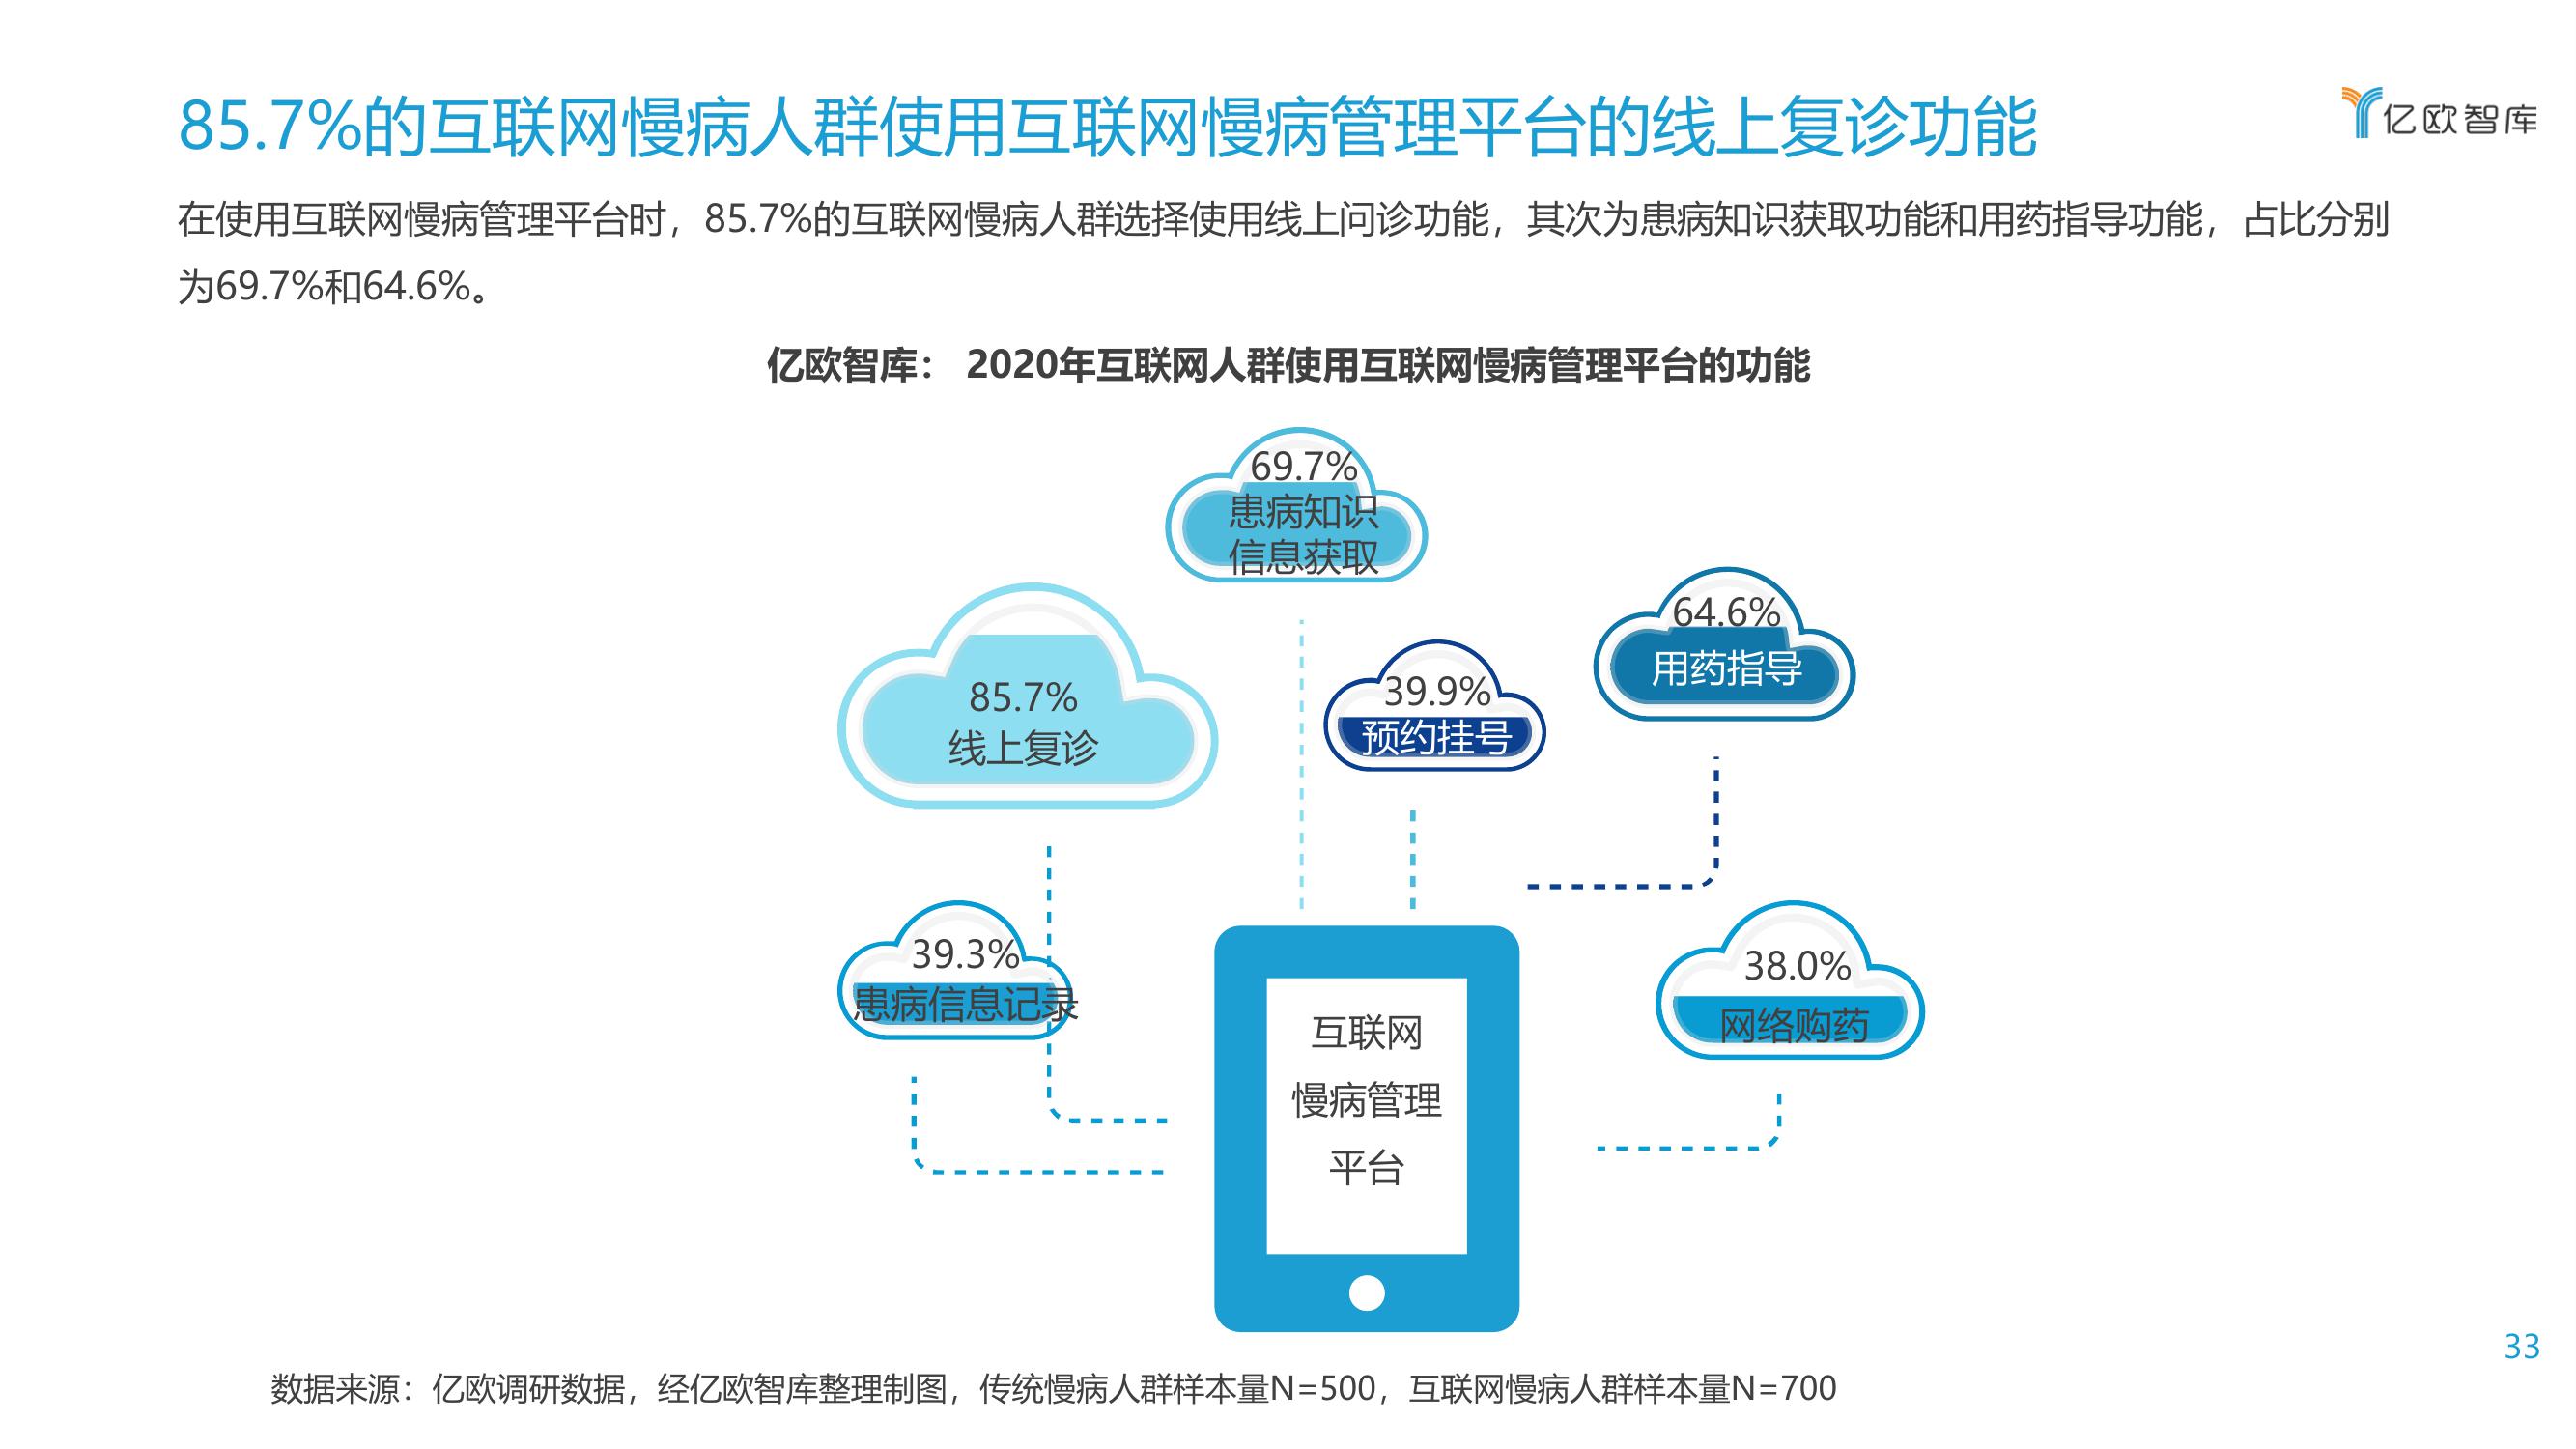 85.7%的互联网慢病人群使用互联网慢病管理平台的线上复诊功能
亿欧智库
在使用互联网慢病管理平台时，85.7%的互联网慢病人群选择使用线上问诊功能，其次为患病知识获取功能和用药指导功能，占比分别
为69.7%和64.6%。
亿欧智库： 2020年互联网人群使用互联网慢病管理平台的功能
69.7%
患病知识
信息获取
64.6%
用药指导
85.7%
线上复诊
39.9%
预约挂号
39.3%
患病信息记录
38.0%
网络购药
互联网
慢病管理
平台
33
数据来源：亿欧调研数据，经亿欧智库整理制图，传统慢病人群样本量N=500，互联网慢病人群样本量N=700